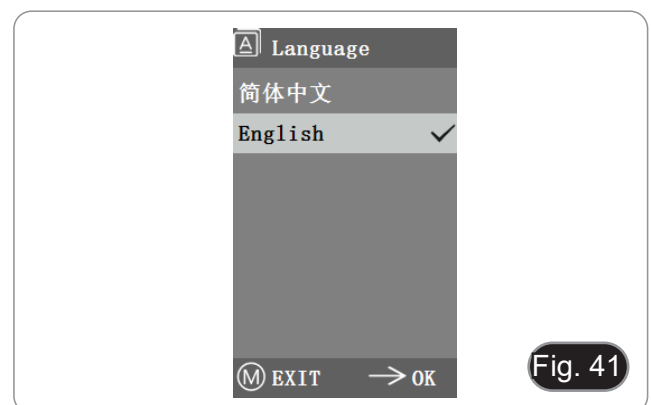 A Language
简体中文
English
M EXIT → OK
Fig. 41